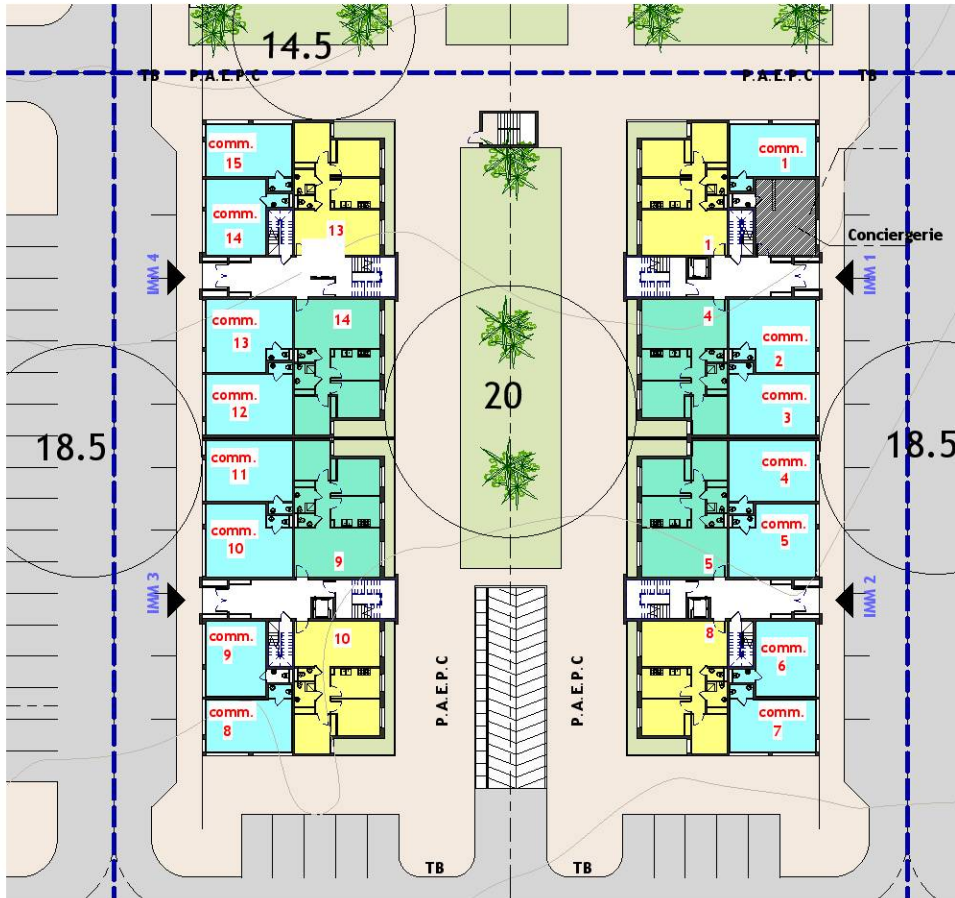 14.5
TB P.A.E.P.C
P.A.E.P.C TB
comm.
15
comm.
1
comm.
14
13
1
Conciergerie
IMM 4
IMM 1
comm.
13
14
4
comm.
2
comm.
12
20
comm.
3
18.5
18.5
comm.
11
comm.
4
comm.
10
9
5
comm.
5
IMM 3
IMM 2
comm.
9
10
8
comm.
6
P.A.E.P.C
P.A.E.P.C
comm.
8
comm.
7
TB
TB